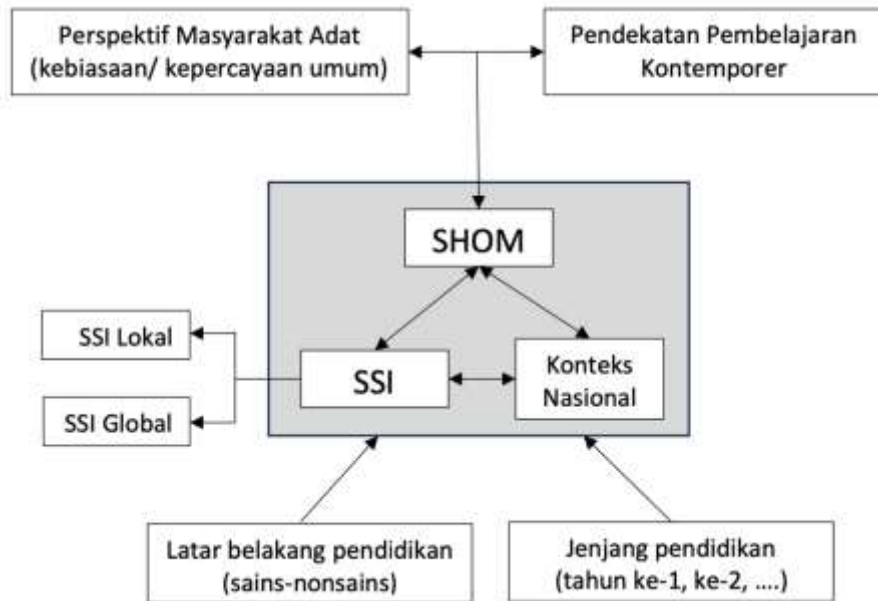 Perspektif Masyarakat Adat
(kebiasaan/ kepercayaan umum)
Pendekatan Pembelajaran
Kontemporer
SHOM
SSI Lokal
SSI
Konteks
Nasional
SSI Global
Latar belakang pendidikan
(sains-nonsains)
Jenjang pendidikan
(tahun ke-1, ke-2, ....)